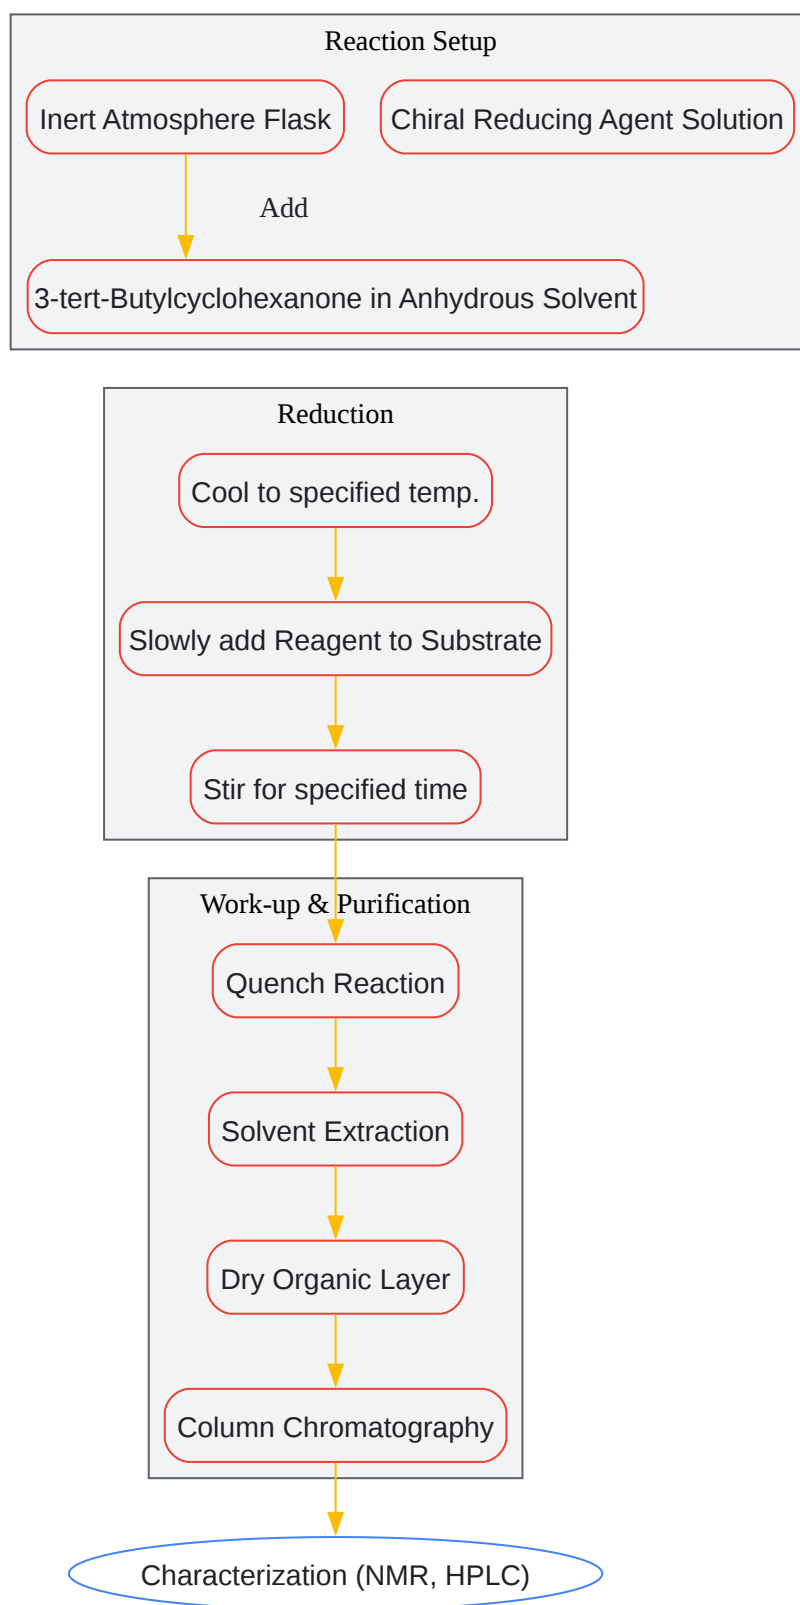 Reaction Setup
Inert Atmosphere Flask
Chiral Reducing Agent Solution
Add
3-tert-Butylcyclohexanone in Anhydrous Solvent
Reduction
Cool to specified temp.
Slowly add Reagent to Substrate
Stir for specified time
Work-up & Purification
Quench Reaction
Solvent Extraction
Dry Organic Layer
Column Chromatography
Characterization (NMR, HPLC)